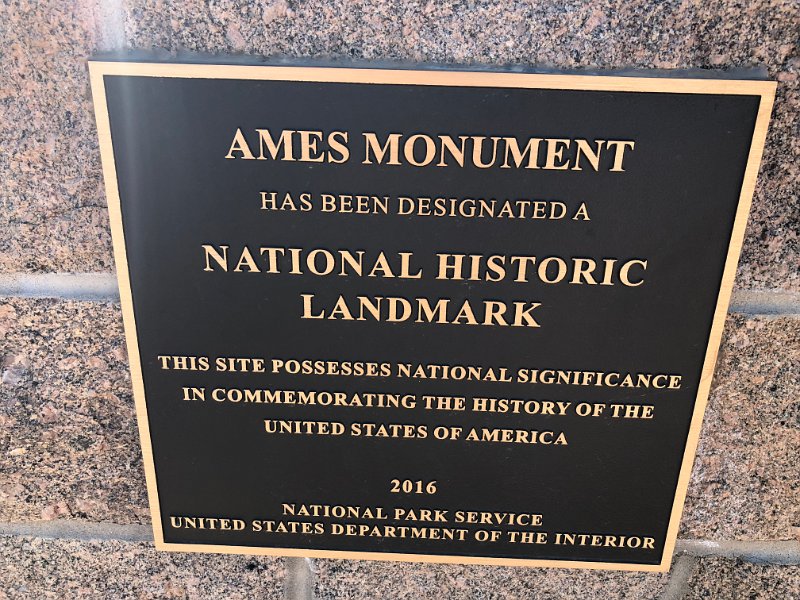 AMES MONUMENT
HAS BEEN DESIGNATED A
NATIONAL HISTORIC
LANDMARK
THIS SITE POSSESSES NATIONAL SIGNIFICANCE
IN COMMEMORATING THE HISTORY OF THE
UNITED STATES OF AMERICA
2016
NATIONAL PARK SERVICE
UNITED STATES DEPARTMENT OF THE INTERIOR